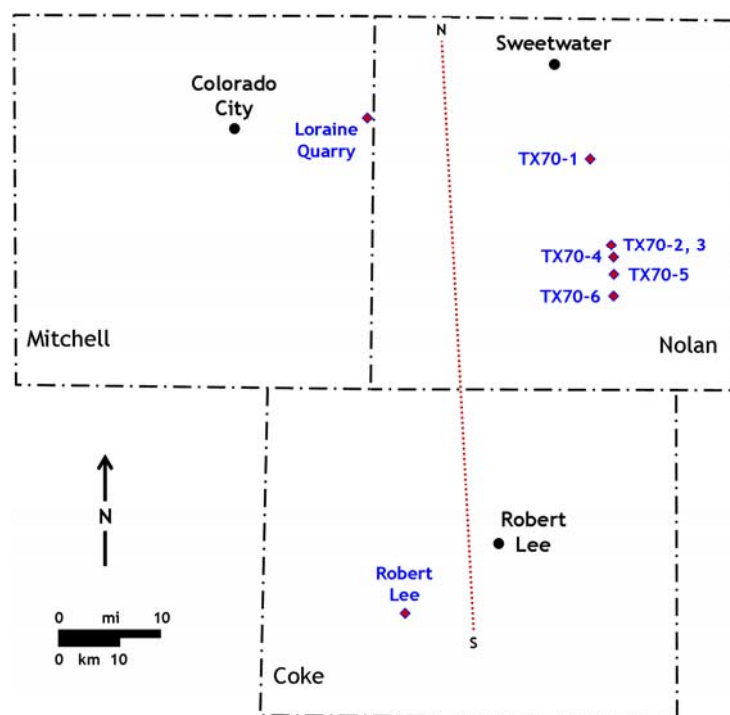 N
Sweetwater
Colorado
City
Loraine
Quarry
TX70-1
TX70-2, 3
TX70-4
TX70-5
TX70-6
Mitchell
Nolan
N
Robert
Lee
Robert
Lee
0 mi 10
0 km 10
S
Coke